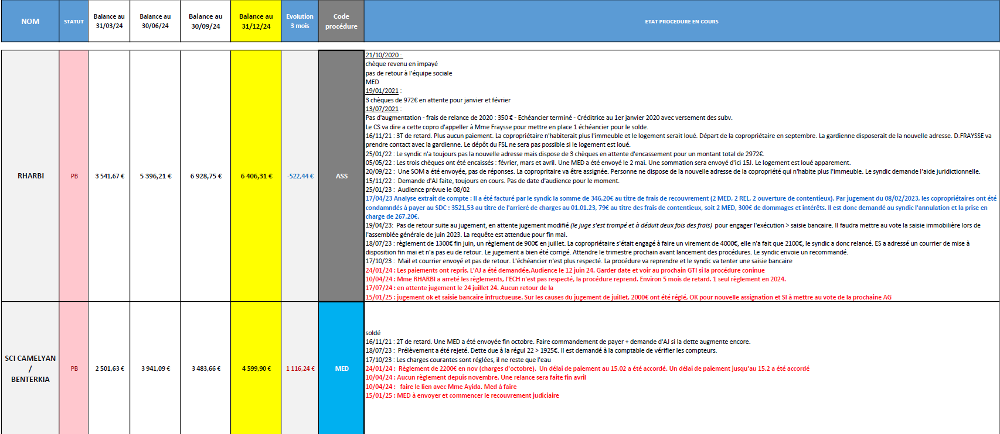 NOM
STATUT
Balance au
31/03/24
Balance au
30/06/24
Balance au
30/09/24
Balance au
31/12/24
Evolution
3 mois
Code
procédure
ETAT PROCEDURE EN COURS
RHARBI
PB
3 541,67 €
5 396,21 €
6 928,75 €
6 406,31 €
-522,44 €
ASS
21/10/2020 :
chèque revenu en impayé
pas de retour à l'équipe sociale
MED
19/01/2021 :
3 chèques de 972€ en attente pour janvier et février
13/07/2021 :
Pas d'augmentation - frais de relance de 2020 : 350 € - Echéancier terminé - Créditrice au 1er janvier 2020 avec versement des subv.
Le CS va dire a cette copro d'appeller à Mme Fraysse pour mettre en place 1 échéancier pour le solde.
16/11/21 : 3T de retard. Plus aucun paiement. La copropriétaire n'habiterait plus l'immeuble et le logement serait loué. Départ de la copropriétaire en septembre. La gardienne disposerait de la nouvelle adresse. D.FRAYSSE va
prendre contact avec la gardienne. Le dépôt du FSL ne sera pas possible si le logement est loué.
25/01/22 : Le syndic n'a toujours pas la nouvelle adresse mais dispose de 3 chèques en attente d'encassement pour un montant total de 2972€.
05/05/22 : Les trois chèques ont été encaissés : février, mars et avril. Une MED a été envoyé le 2 mai. Une sommation sera envoyé d'ici 15J. Le logement est loué apparement.
20/09/22 : Une SOM a été envoyée, pas de réponses. La copropritaire va être assignée. Personne ne dispose de la nouvelle adresse de la copropriété qui n'habite plus l'immeuble. Le syndic demande l'aide juridictionnelle.
15/11/22 : Demande d'AJ faite, toujours en cours. Pas de date d'audience pour le moment.
25/01/23 : Audience prévue le 08/02
17/04/23 Analyse extrait de compte : Il a été facturé par le syndic la somme de 346,20€ au titre de frais de recouvrement (2 MED, 2 REL, 2 ouverture de contentieux). Par jugement du 08/02/2023, les copropriétaires ont été
condamndés à payer au SDC : 3521,53 au titre de l'arrieré de charges au 01.01.23, 79€ au titre des frais de contentieux, soit 2 MED, 300€ de dommages et intérêts. Il est donc demandé au syndic l'annulation et la prise en
charge de 267,20€.
19/04/23: Pas de retour suite au jugement, en attente jugement modifié (le juge s'est trompé et à déduit deux fois des frais) pour engager l'exécution > saisie bancaire. Il faudra mettre au vote la saisie immobilière lors de
l'assemblée générale de juin 2023. La requête est attendue pour fin mai.
18/07/23 : règlement de 1300€ fin juin, un règlement de 900€ en juillet. La copropriétaire s'était engagé à faire un virement de 4000€, elle n'a fait que 2100€, le syndic a donc relancé. ES a adressé un courrier de mise à
disposition fin mai et n'a pas eu de retour. Le jugement a bien été corrigé. Attendre le trimestre prochain avant lancement des procédures. Le syndic envoie un recommandé.
17/10/23 : Mail et courrier envoyé et pas de retour. L'échéancier n'est plus respecté. La procédure va reprendre et le syndic va tenter une saisie bancaire
24/01/24 : Les paiements ont repris. L'AJ a été demandée.Audience le 12 juin 24. Garder date et voir au prochain GTI si la procédure coninue
10/04/24 : Mme RHARBI a arreté les règlements, l'ECH n'est pas respecté, la procédure reprend. Environ 5 mois de retard. 1 seul règlement en 2024.
17/07/24 : en attente jugement le 24 juillet 24. Aucun retour de la
15/01/25 : jugement ok et saisie bancaire infructueuse. Sur les causes du jugement de juillet, 2000€ ont été réglé, OK pour nouvelle assignation et SI à mettre au vote de la prochaine AG
SCI CAMELYAN
/
BENTERKIA
PB
2 501,63 €
3 941,09 €
3 483,66 €
4 599,90 €
1 116,24 €
MED
soldé
16/11/21 : 2T de retard. Une MED a été envoyée fin octobre. Faire commandement de payer + demande d'AJ si la dette augmente encore.
18/07/23 : Prélèvement a été rejeté. Dette due à la régul 22 > 1925€. Il est demandé à la comptable de vérifier les compteurs.
17/10/23 : Les charges courantes sont réglées, il ne reste que l'eau
24/01/24 : Règlement de 2200€ en nov (charges d'octobre). Un délai de paiement au 15.02 a été accordé. Un délai de paiement jusqu'au 15.2 a été accordé
10/04/24 : Aucun règlement depuis novembre. Une relance sera faite fin avril
10/04/24 : faire le lien avec Mme Ayida. Med à faire
15/01/25 : MED à envoyer et commencer le recouvrement judiciaire